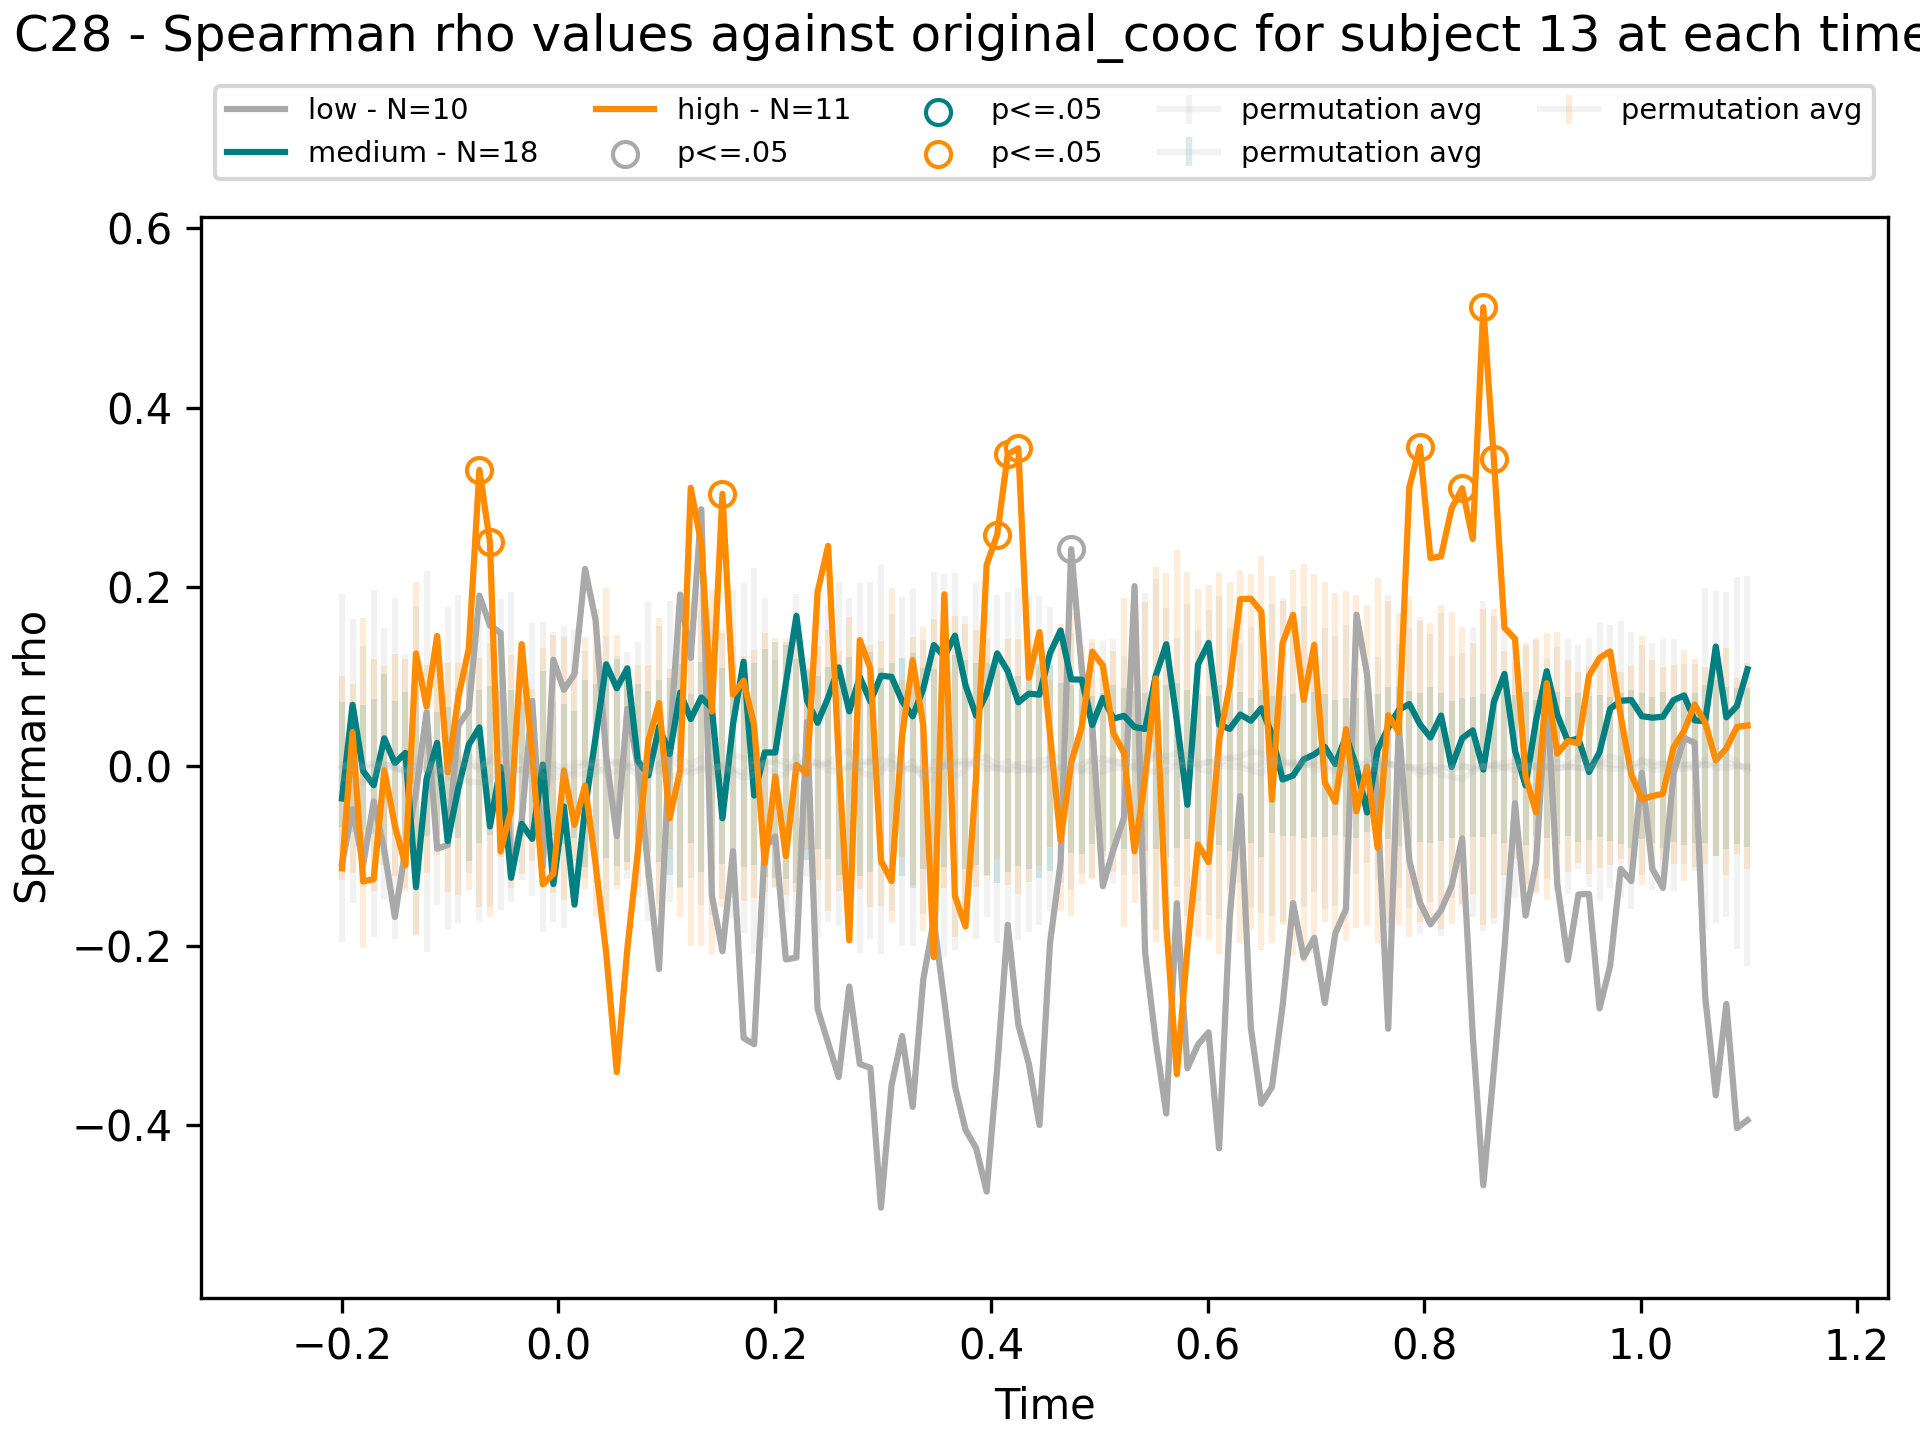 C28 - Spearman rho values against original_cooc for subject 13 at each time
low - N=10
medium - N=18
high - N=11
p<=.05
p<=.05
p<=.05
permutation avg
permutation avg
permutation avg
0.6
0.4
0.2
0.0
−0.2
−0.4
Spearman rho
−0.2 0.0 0.2 0.4 0.6 0.8 1.0 1.2
Time